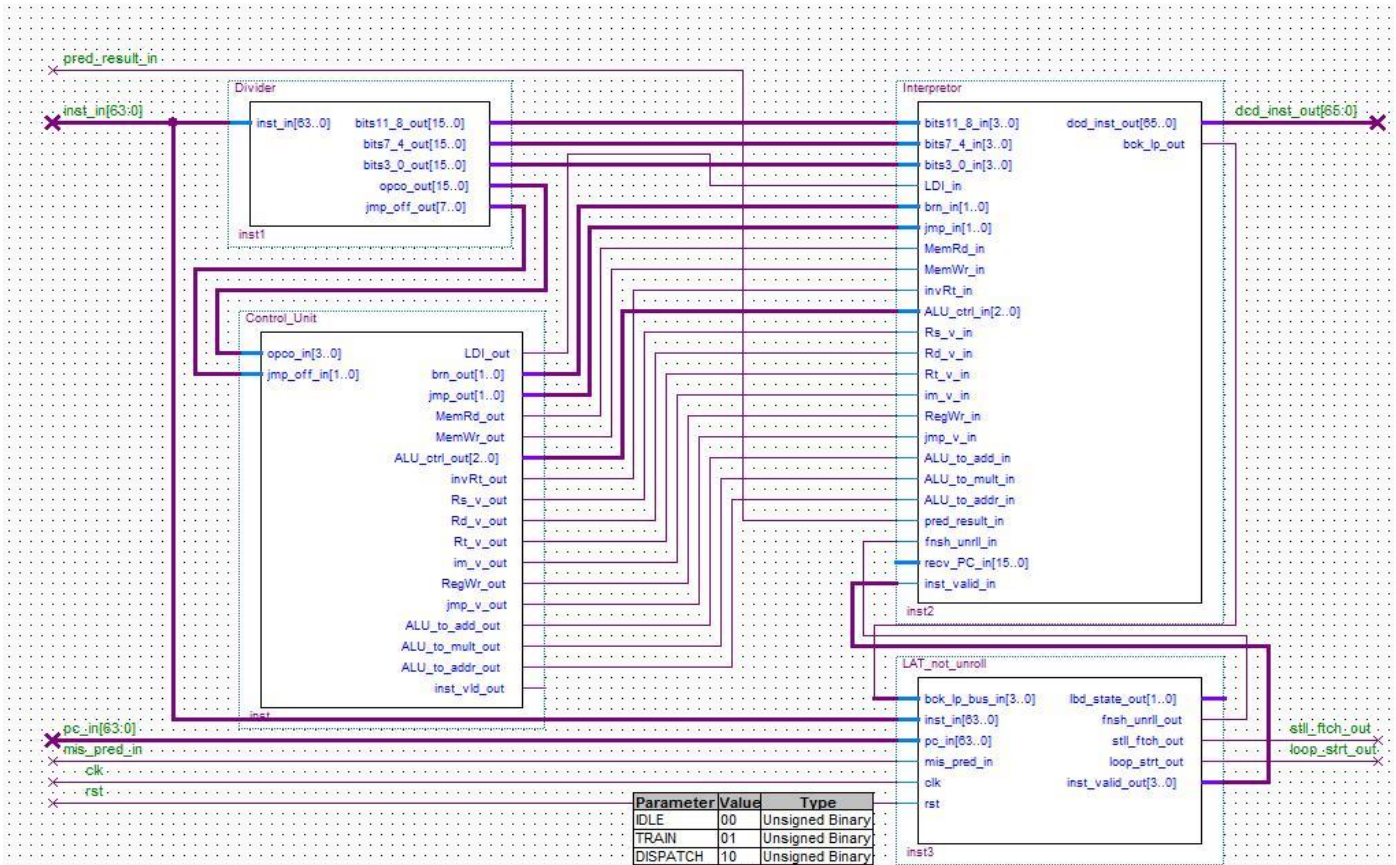 pred_result_in
inst_in[63:0]
Divider
inst_in[63..0]
bits11_8_out[15..0]
bits7_4_out[15..0]
bits3_0_out[15..0]
opco_out[15..0]
jmp_off_out[7..0]
inst1
Control_Unit
opco_in[3..0]
jmp_off_in[1..0]
LDI_out
brn_out[1..0]
jmp_out[1..0]
MemRd_out
MemWr_out
ALU_ctrl_out[2..0]
invRt_out
Rs_v_out
Rd_v_out
Rt_v_out
im_v_out
RegWr_out
jmp_v_out
ALU_to_add_out
ALU_to_mult_out
ALU_to_addr_out
inst_vld_out
inst
Interpretor
bits11_8_in[3..0]
bits7_4_in[3..0]
bits3_0_in[3..0]
LDI_in
brn_in[1..0]
jmp_in[1..0]
MemRd_in
MemWr_in
invRt_in
ALU_ctrl_in[2..0]
Rs_v_in
Rd_v_in
Rt_v_in
im_v_in
RegWr_in
jmp_v_in
ALU_to_add_in
ALU_to_mult_in
ALU_to_addr_in
pred_result_in
fnsh_unrll_in
recv_PC_in[15..0]
inst_valid_in
dcd_inst_out[65..0]
bck_lp_out
inst2
dcd_inst_out[65:0]
LAT_not_unroll
bck_lp_bus_in[3..0]
inst_in[63..0]
pc_in[63..0]
mis_pred_in
clk
rst
lbd_state_out[1..0]
fnsh_unrll_out
stll_ftch_out
loop_strt_out
inst_valid_out[3..0]
inst3
pc_in[63:0]
mis_pred_in
clk
rst
stll_ftch_out
loop_strt_out
Parameter Value Type
IDLE 00 Unsigned Binary
TRAIN 01 Unsigned Binary
DISPATCH 10 Unsigned Binary